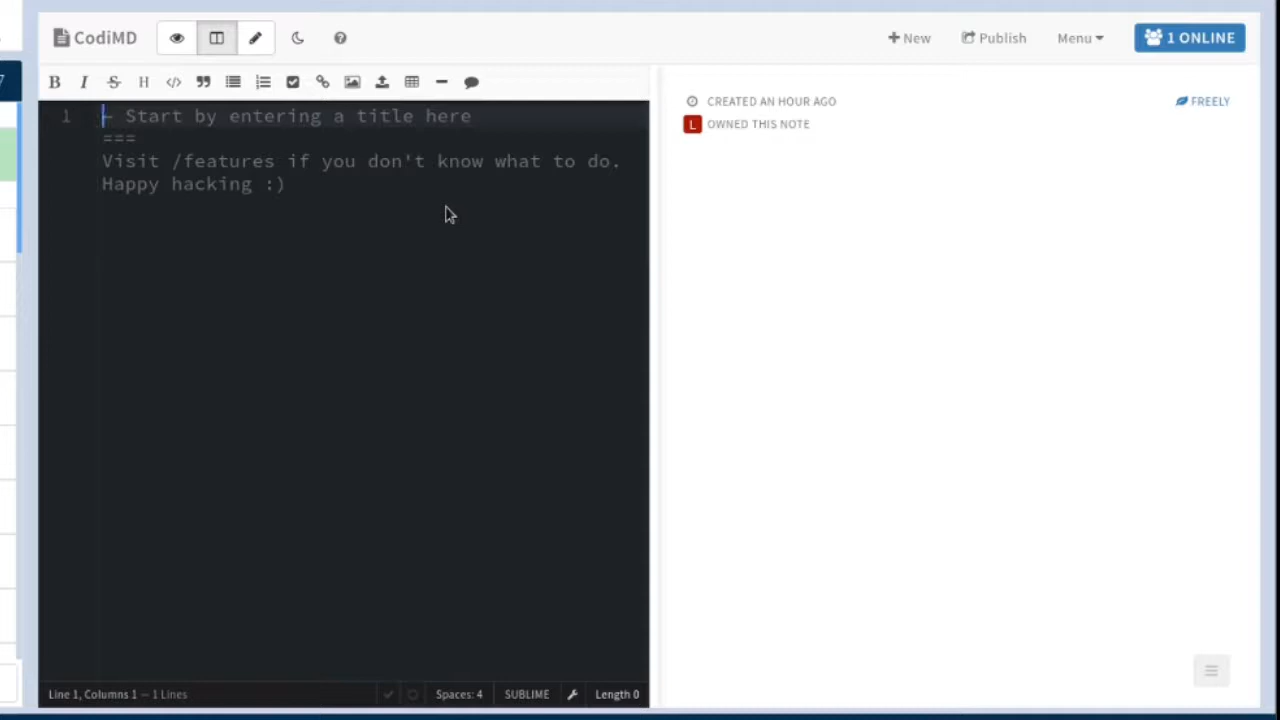 CodiMD
New
Publish
Menu
1 ONLINE
B I S H
1
- Start by entering a title here
===
Visit /features if you don't know what to do.
Happy hacking :)
CREATED AN HOUR AGO
FREELY
L OWNED THIS NOTE
Line 1, Columns 1 — 1 Lines
Spaces: 4
SUBLIME
Length 0